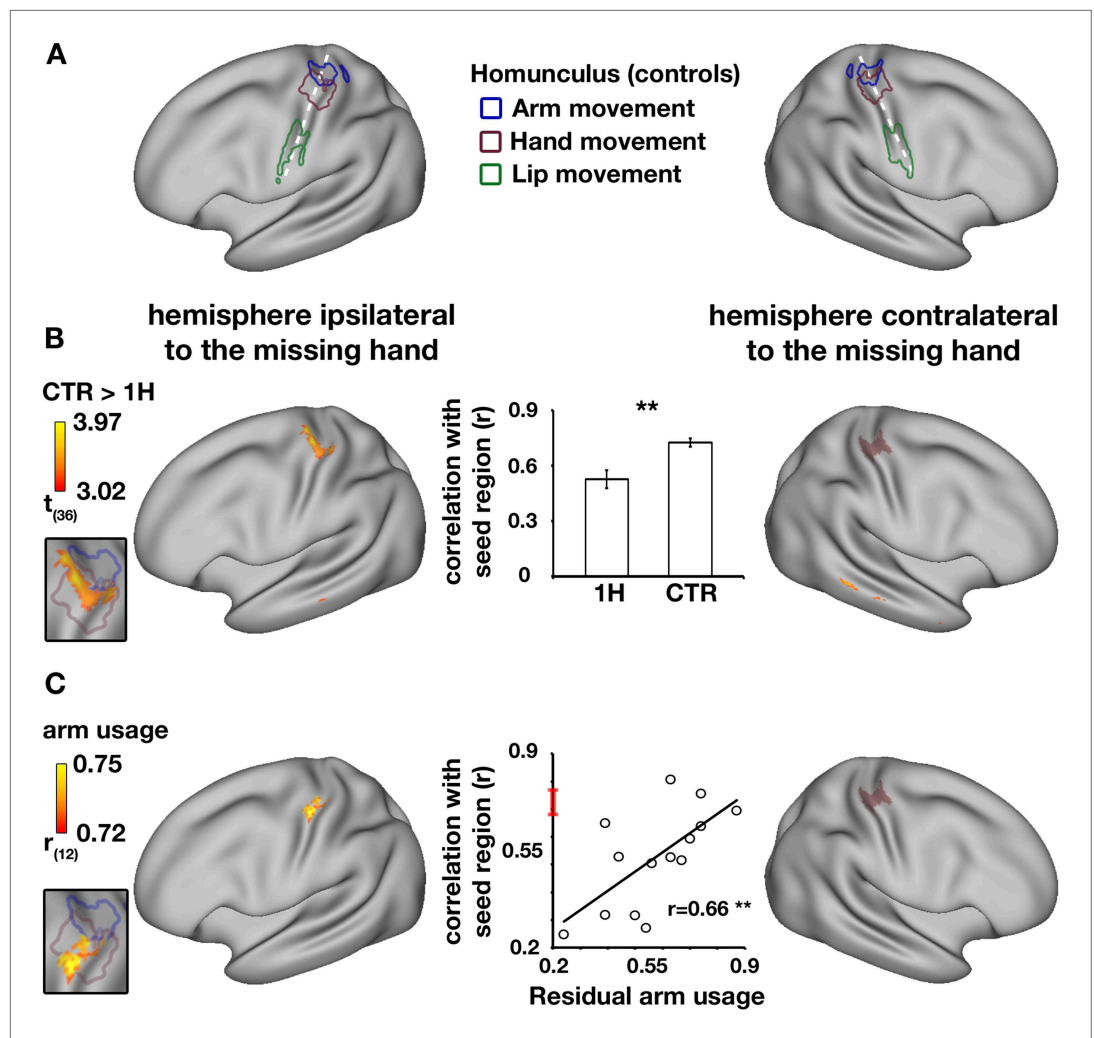 A
Homunculus (controls)
Arm movement
Hand movement
Lip movement
hemisphere ipsilateral
to the missing hand
hemisphere contralateral
to the missing hand
B
CTR > 1H
3.97
3.02
t(36)
correlation with
seed region (r)
0.9
0.6
0.3
0
**
1H
CTR
C
arm usage
0.75
0.72
r(12)
correlation with
seed region (r)
0.9
0.55
0.2
r=0.66 **
0.2
0.55
0.9
Residual arm usage